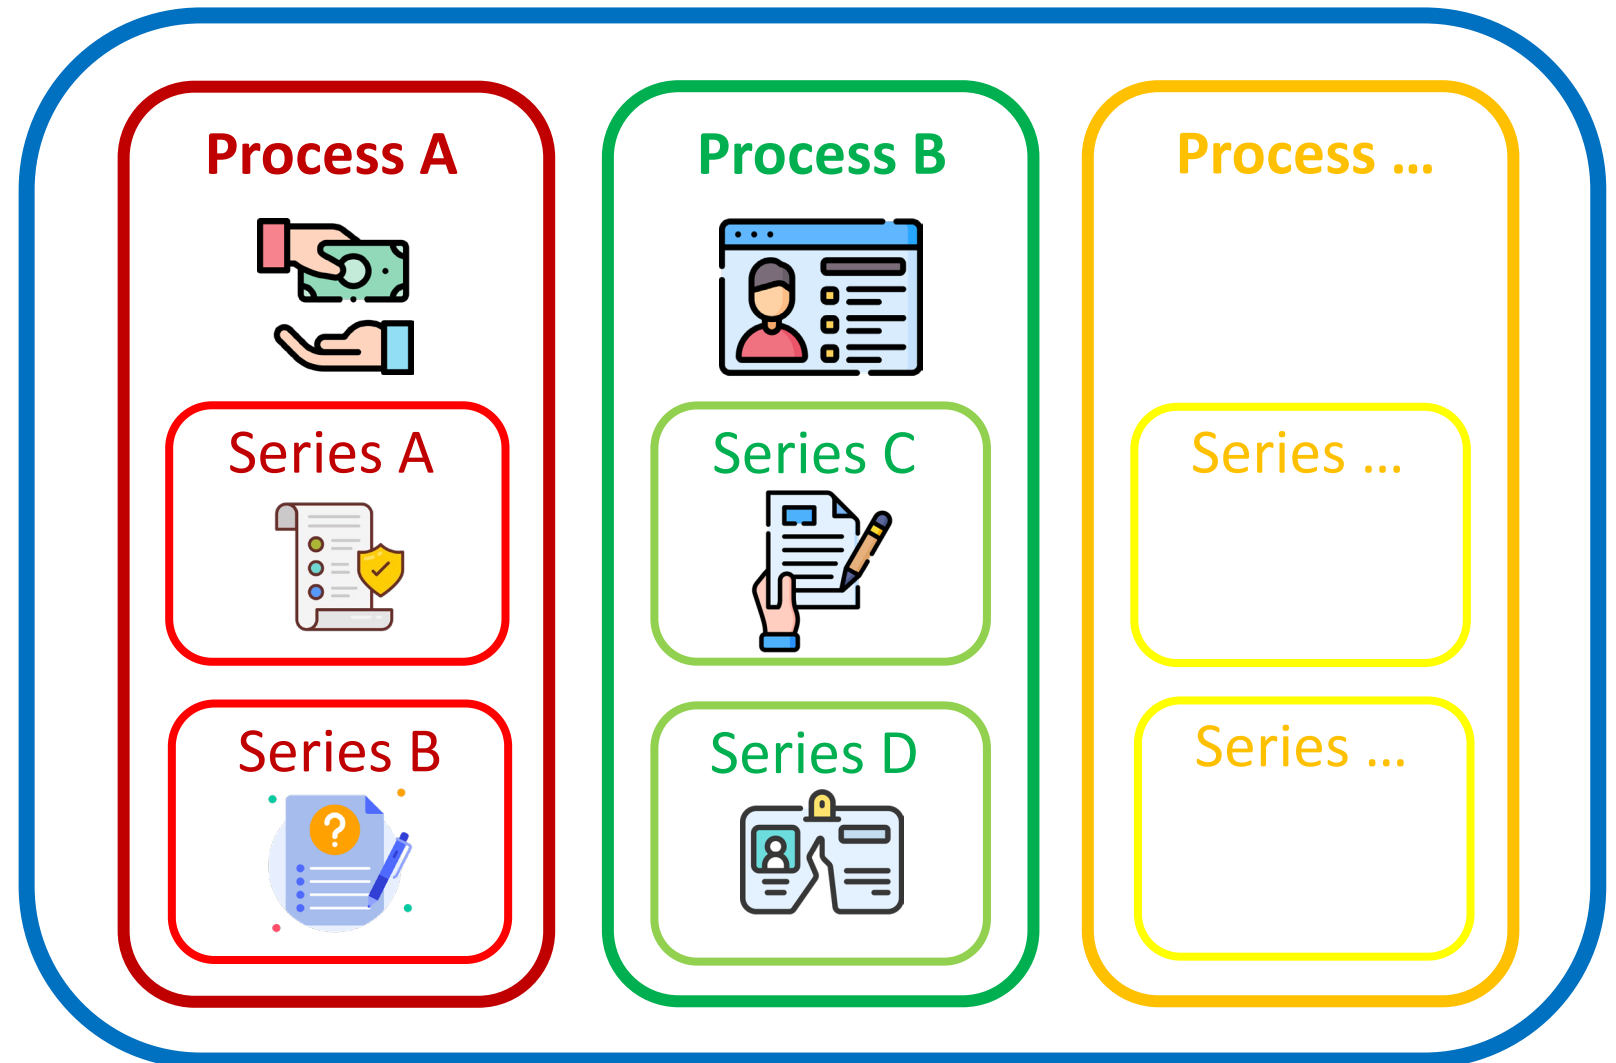 Process A
Series A
Series B
Process B
Series C
Series D
Process ...
Series ...
Series ...